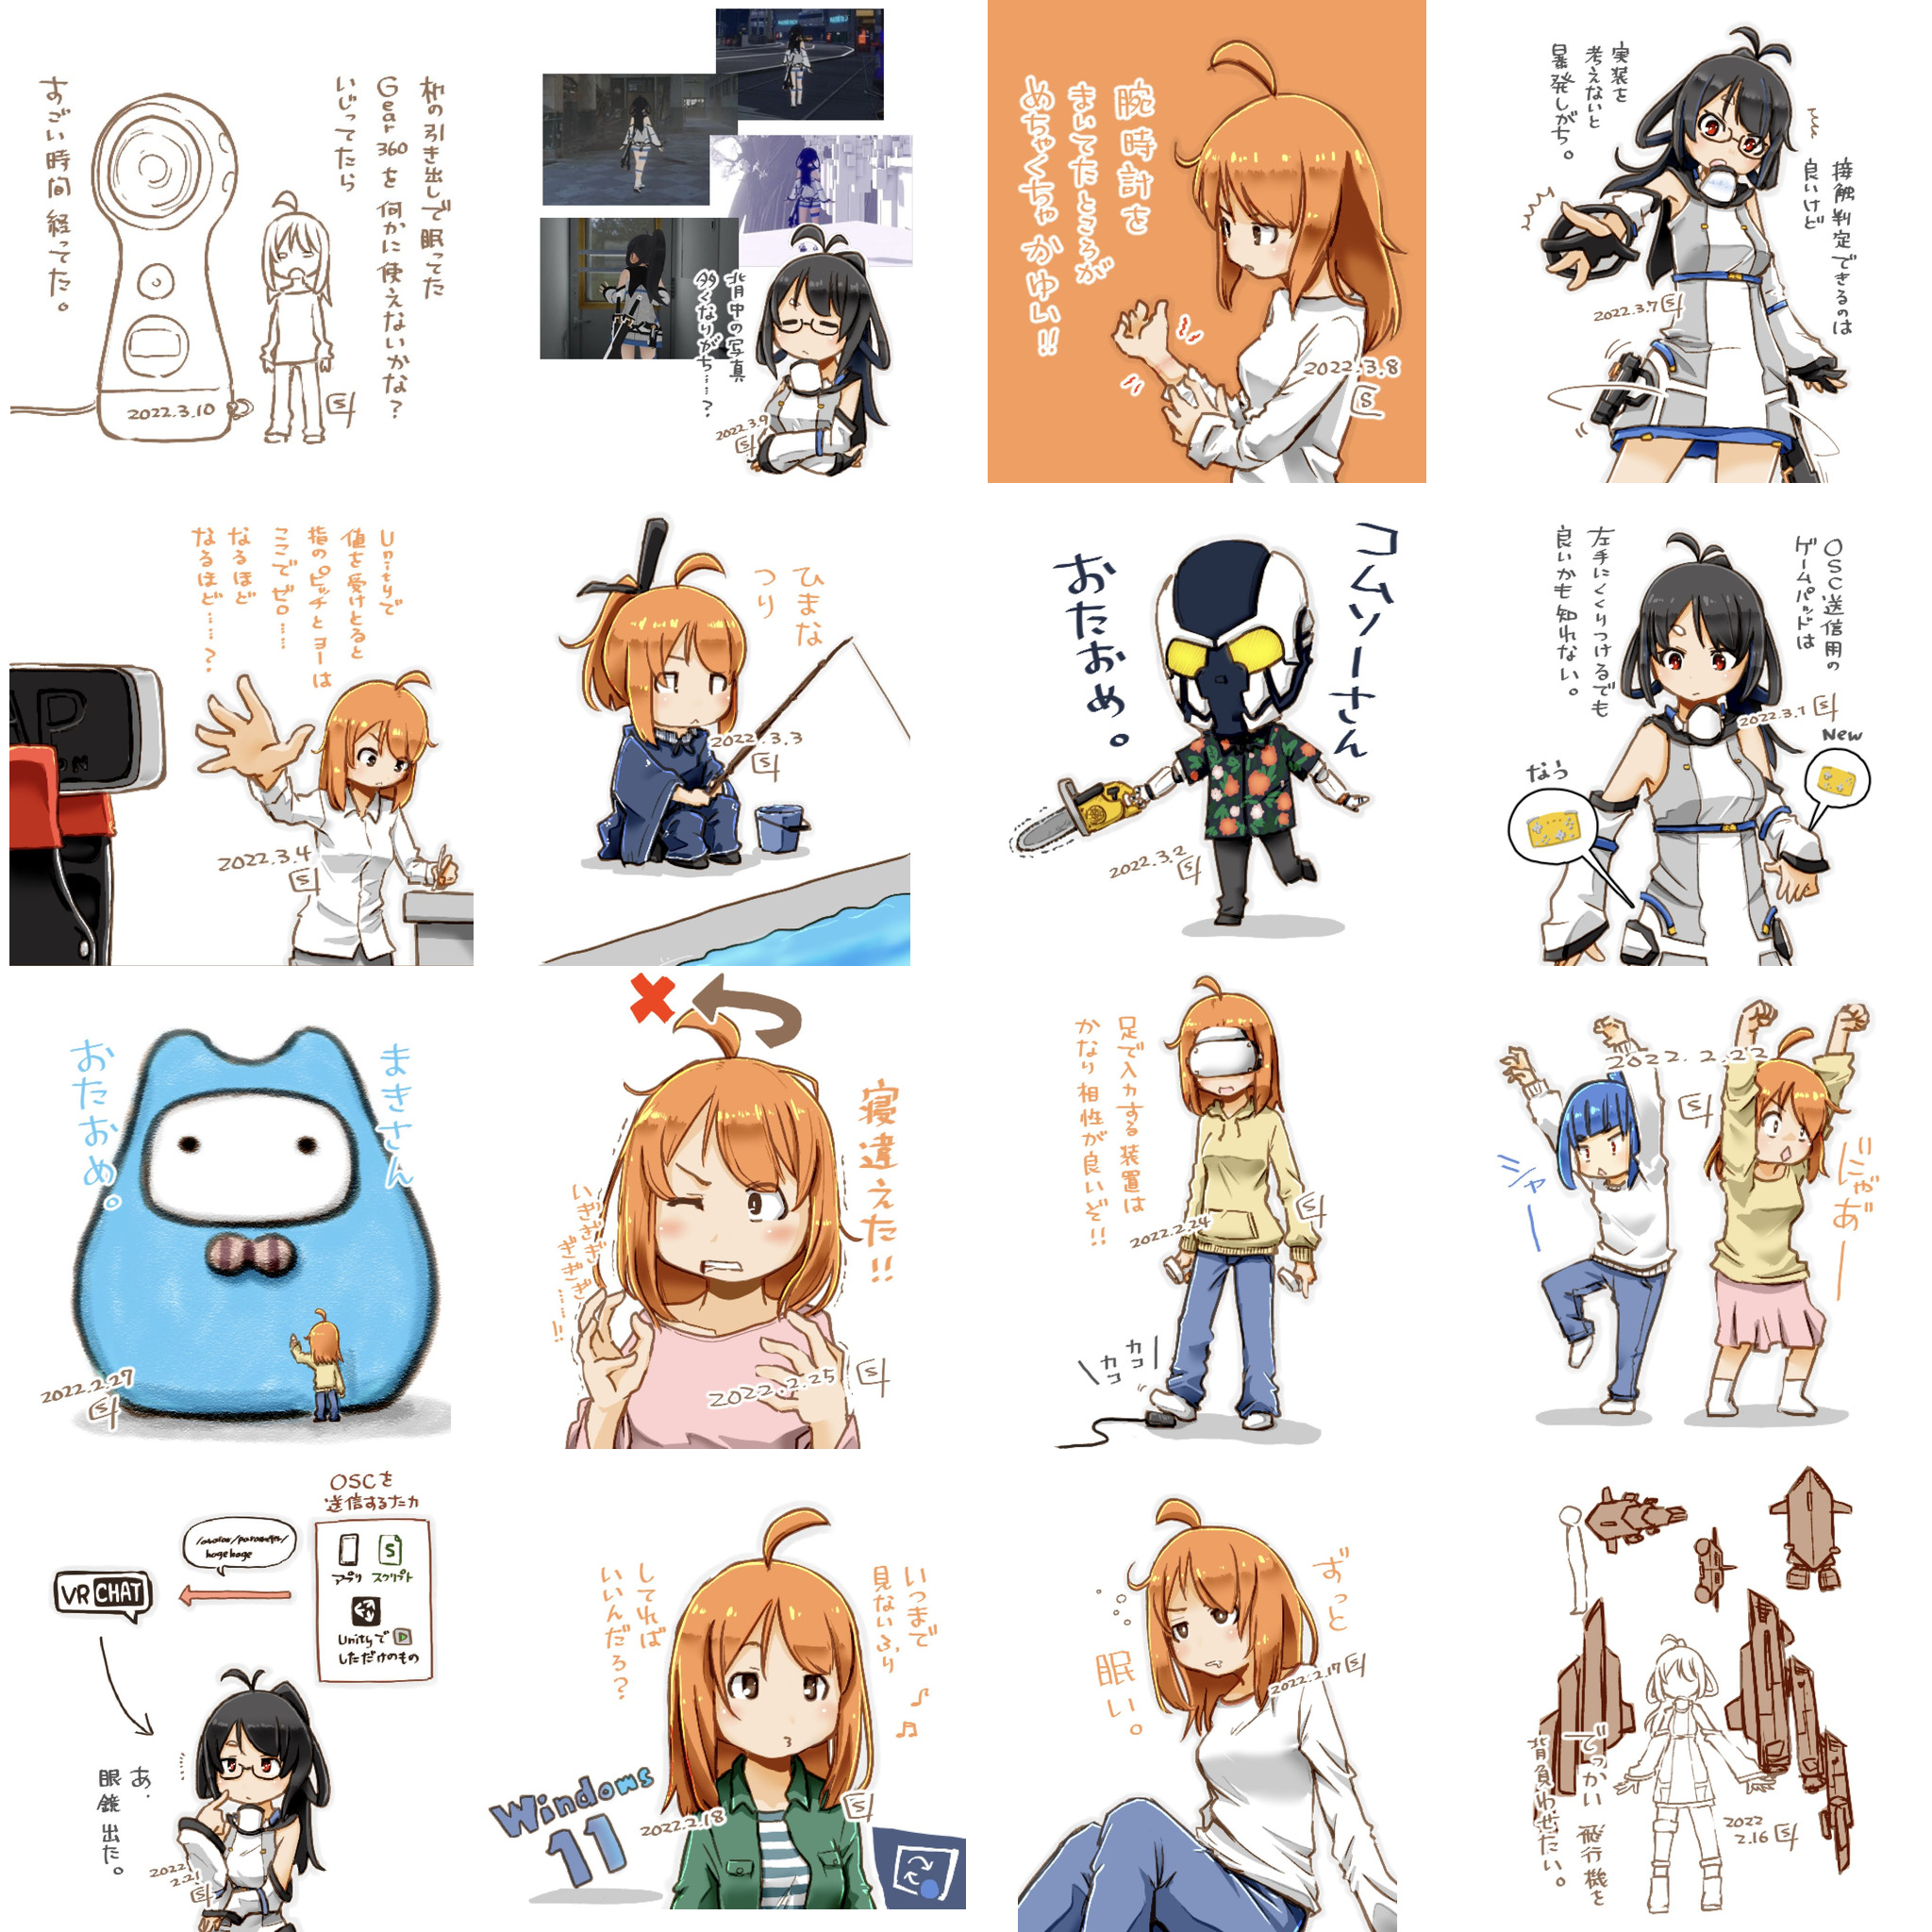 机の引き出しで眠ってた
Gear360を何かに使えないかな?
いじってたら
すごい時間経ってた。
2022.3.10
背中の写真
多くなりがち……?
2022.3.9
腕時計を
まいてたところが
めちゃくちゃかゆい!!
2022.3.8
接触判定できるのは
良いけど
実装を
考えないと
暴発しがち。
2022.3.7
Unityで
値を受けとると
指のピッチとヨーは
ここでゼロ……
なるほど
なるほど……?
2022.3.4
ひまな
つり
2022.3.3
コムソーさん
おたおめ。
2022.3.2
OSC送信用の
ゲームパッドは
左手にくくりつけるでも
良いかも知れない。
2022.3.1
New
なう
まきさん
おたおめ。
2022.2.27
寝違えた!!
いぎぎぎ
ぎぎぎ……!!
2022.2.25
足で入力する装置は
かなり相性が良いぞ!!
2022.2.24
カコ
カコ
2022.2.22
シャー
にゃあ゛ー
OSCを
送信するナニカ
/avatar/parameters/
hogehoge
アプリ
スクリプト
Unityで
しただけのもの
VRCHAT
あ、
眼鏡出た。
2022.2.21
いつまで
見ないふり
してれば
いいんだろ?
Windows
11
2022.2.18
ずっと
眠い。
2022.2.17
でっかい飛行機を
背負わせたい。
2022
2.16